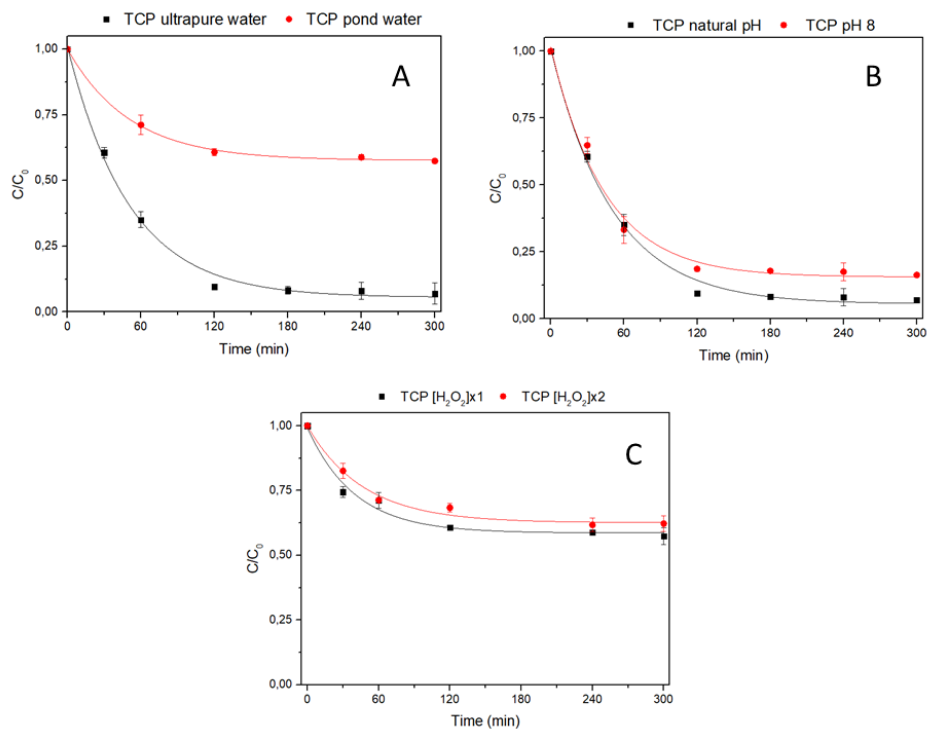 TCP ultrapure water TCP pond water
A
1,00
0,75
0,50
0,25
0,00
C/C₀
0 60 120 180 240 300
Time (min)
TCP natural pH TCP pH 8
B
1,00
0,75
0,50
0,25
0,00
C/C₀
0 60 120 180 240 300
Time (min)
TCP [H₂O₂]x1 TCP [H₂O₂]x2
C
1,00
0,75
0,50
0,25
0,00
C/C₀
0 60 120 180 240 300
Time (min)